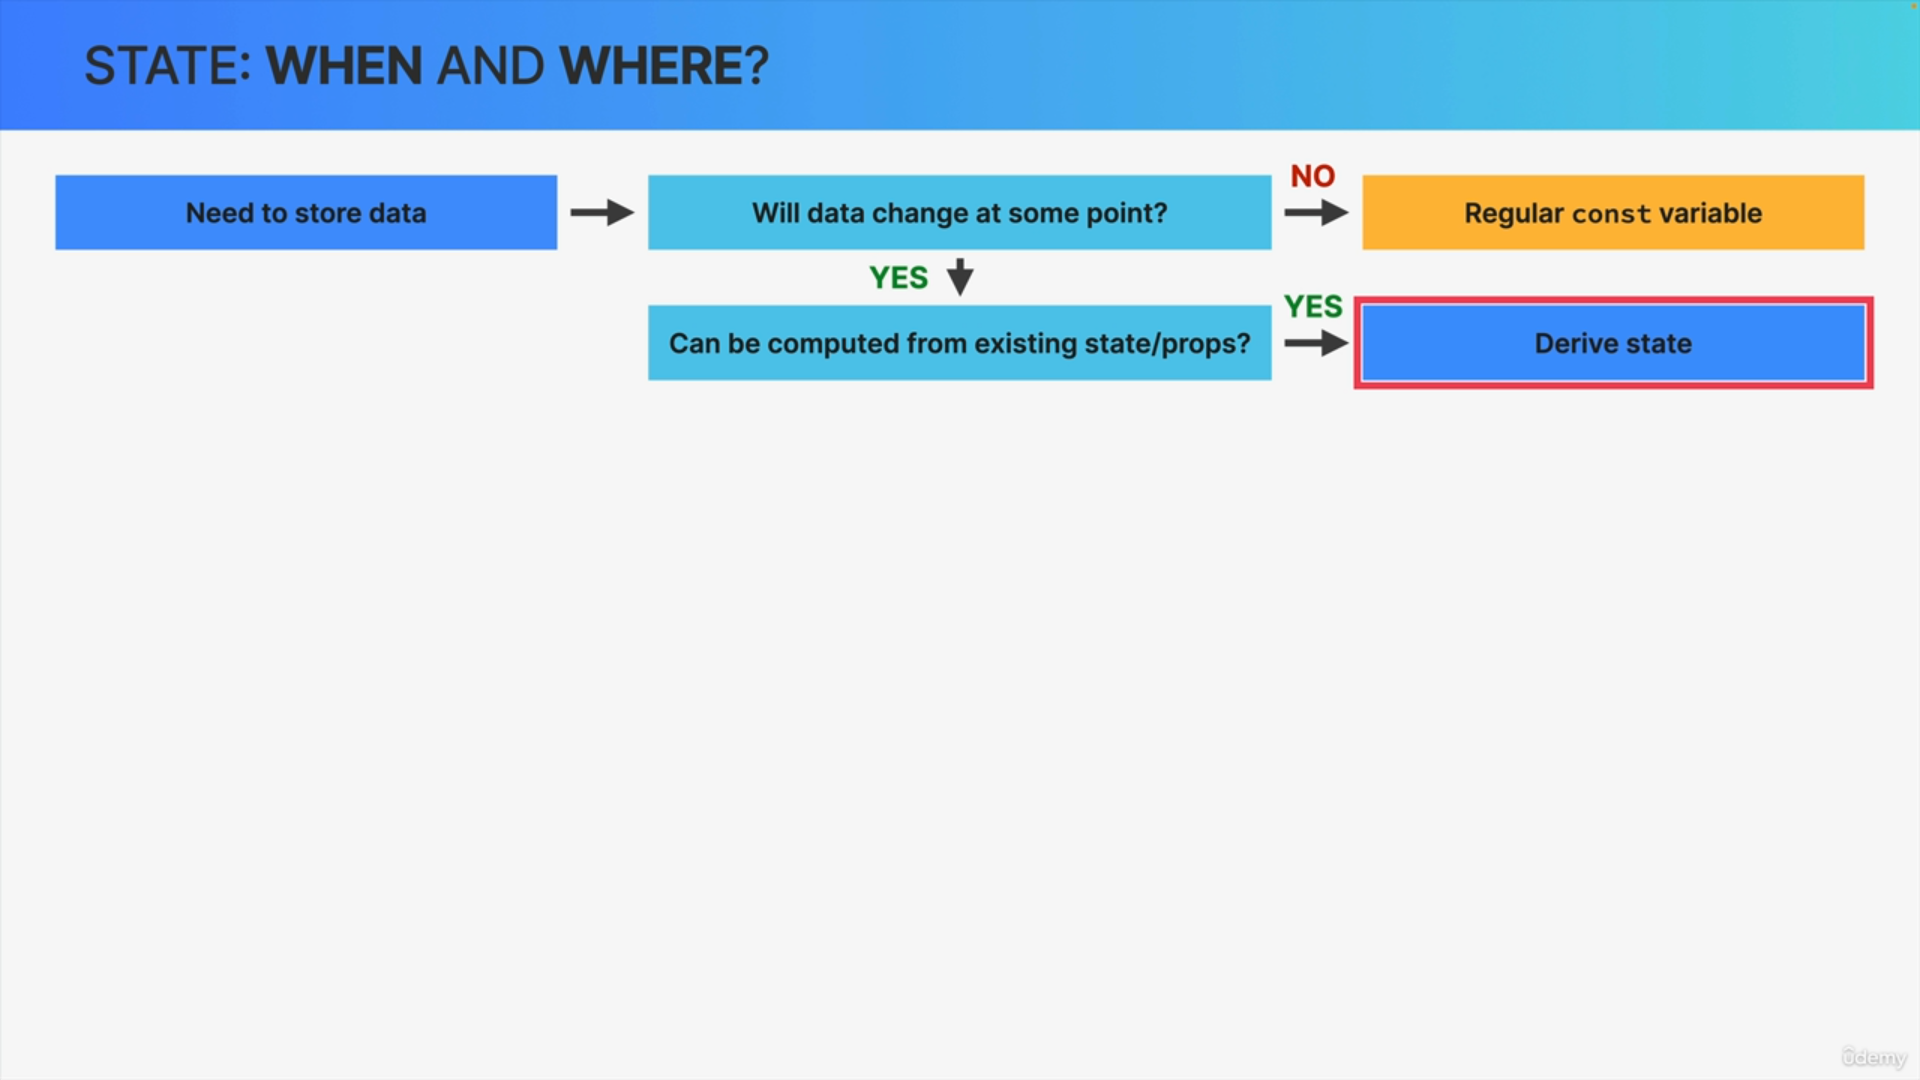 STATE: WHEN AND WHERE?
Need to store data
Will data change at some point?
NO
Regular const variable
YES
Can be computed from existing state/props?
YES
Derive state
ûdemy